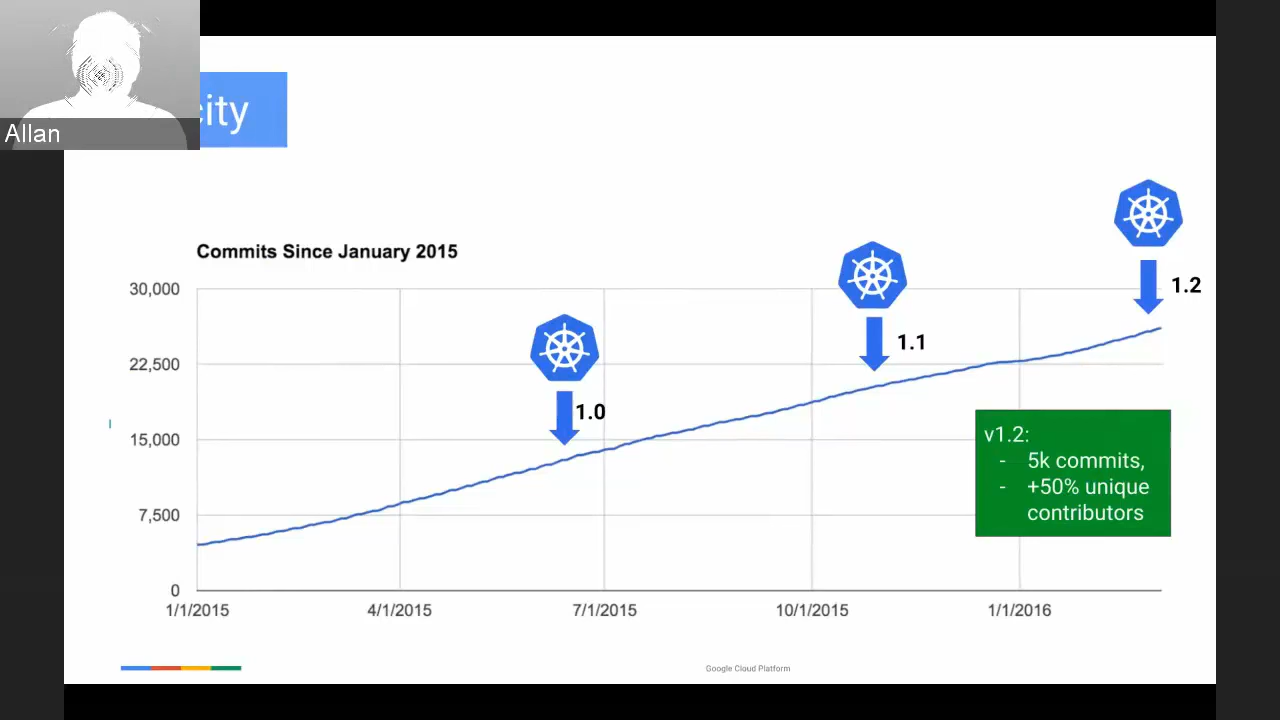 Allan
city
Commits Since January 2015
30,000
22,500
15,000
7,500
0
1/1/2015
4/1/2015
7/1/2015
10/1/2015
1/1/2016
1.0
1.1
1.2
v1.2:
- 5k commits,
- +50% unique
contributors
Google Cloud Platform